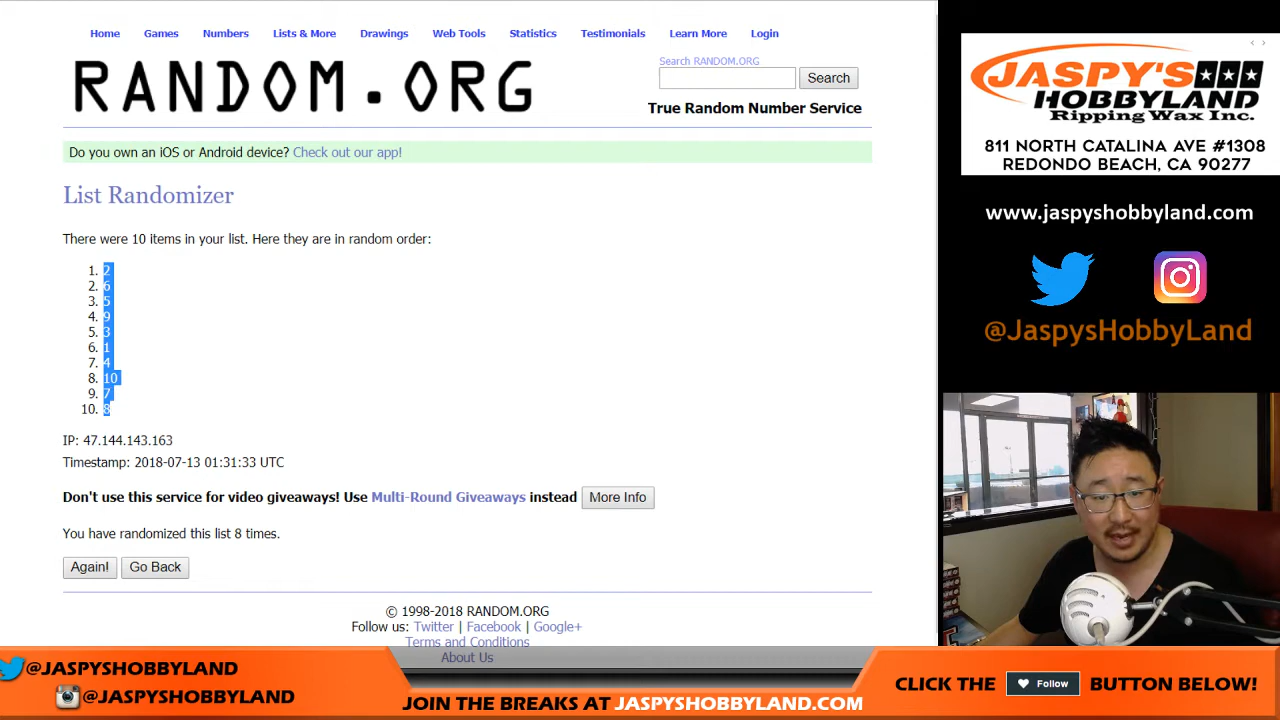 Home Games Numbers Lists & More Drawings Web Tools Statistics Testimonials Learn More Login
RANDOM.ORG
Search RANDOM.ORG
Search
True Random Number Service
Do you own an iOS or Android device? Check out our app!
List Randomizer
There were 10 items in your list. Here they are in random order:
1. 2
2. 6
3. 5
4. 9
5. 3
6. 1
7. 4
8. 10
9. 7
10. 8
IP: 47.144.143.163
Timestamp: 2018-07-13 01:31:33 UTC
Don't use this service for video giveaways! Use Multi-Round Giveaways instead More Info
You have randomized this list 8 times.
Again! Go Back
© 1998-2018 RANDOM.ORG
Follow us: Twitter | Facebook | Google+
Terms and Conditions
About Us
JASPY'S
HOBBYLAND
Ripping Wax Inc.
811 NORTH CATALINA AVE #1308
REDONDO BEACH, CA 90277
www.jaspyshobbyland.com
@JaspysHobbyLand
@JASPYSHOBBYLAND
@JASPYSHOBBYLAND
JOIN THE BREAKS AT JASPYSHOBBYLAND.COM
CLICK THE Follow BUTTON BELOW!